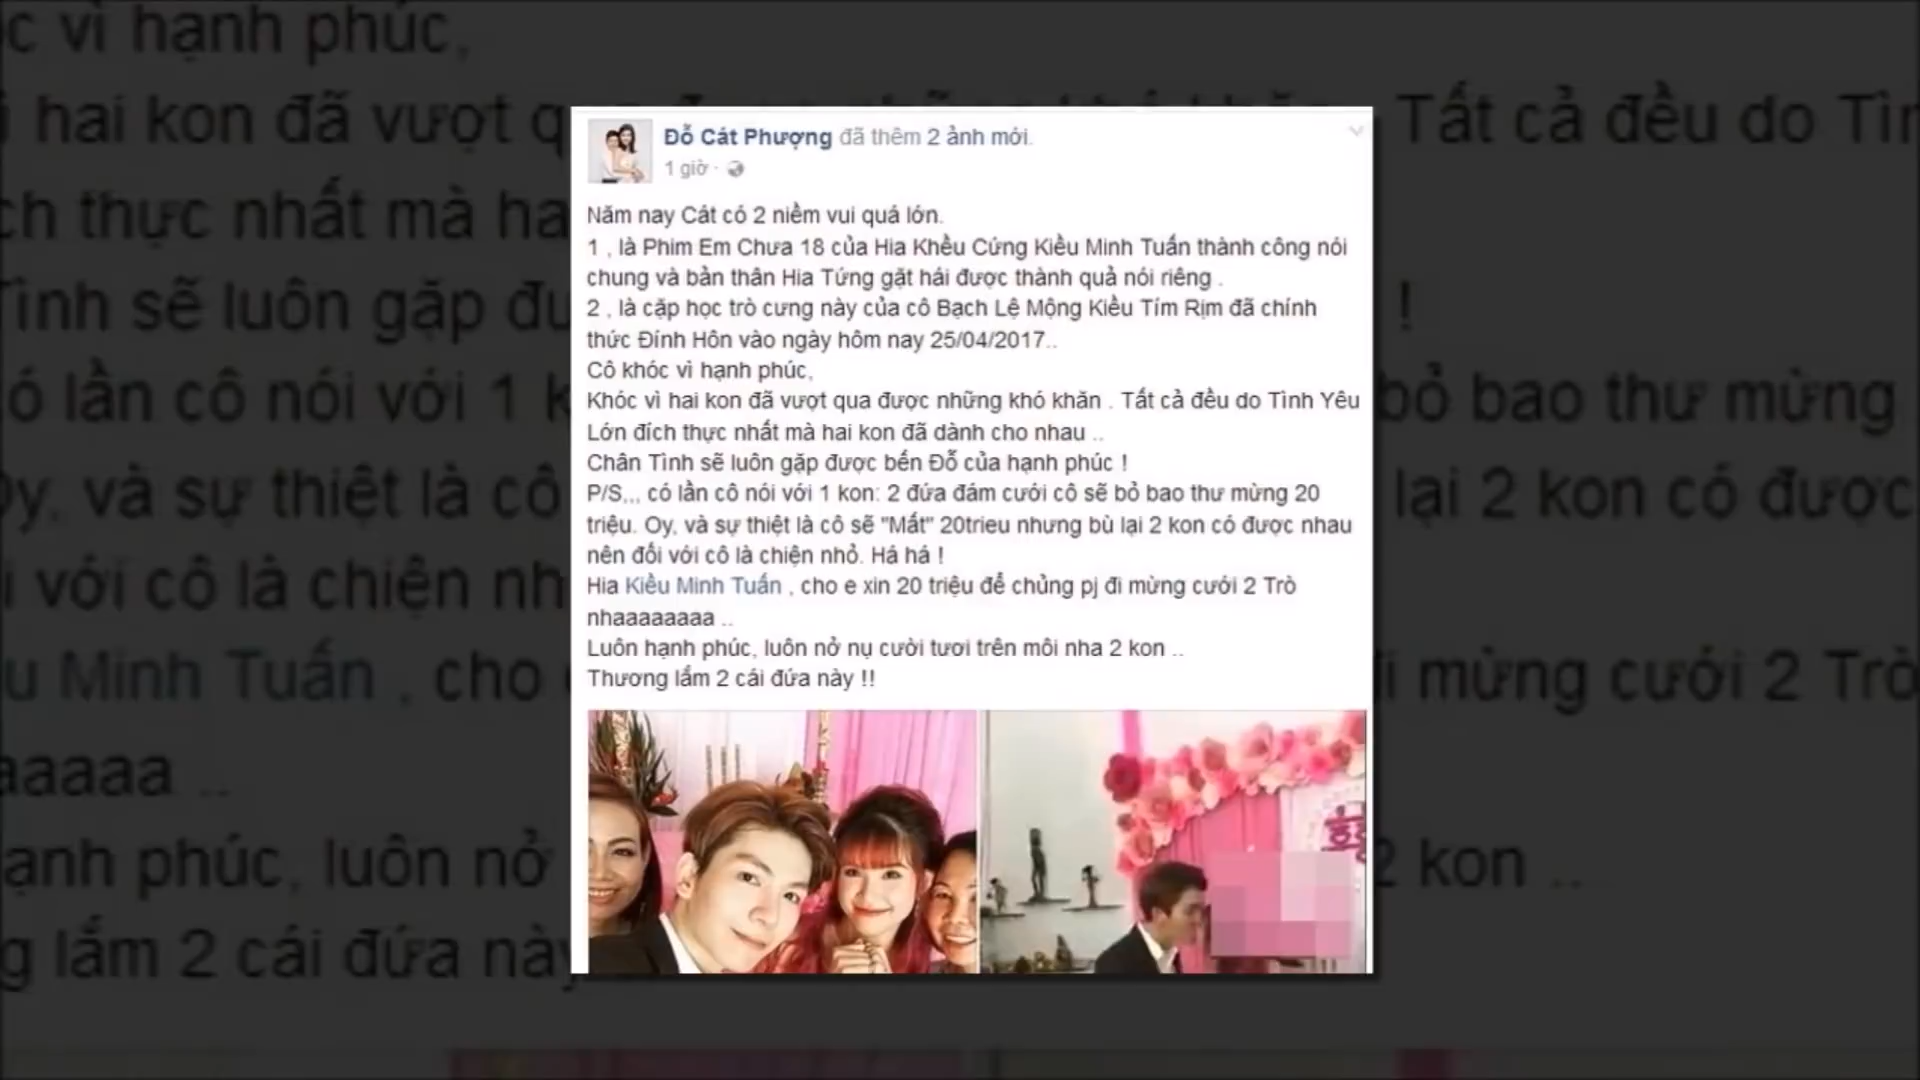 Đỗ Cát Phượng đã thêm 2 ảnh mới.
1 giờ ·
Năm nay Cát có 2 niềm vui quá lớn.
1 , là Phim Em Chưa 18 của Hia Khều Cứng Kiều Minh Tuấn thành công nói
chung và bản thân Hia Tứng gặt hái được thành quả nói riêng .
2 , là cặp học trò cưng này của cô Bạch Lệ Mộng Kiều Tím Rịm đã chính
thức Đính Hôn vào ngày hôm nay 25/04/2017..
Cô khóc vì hạnh phúc,
Khóc vì hai kon đã vượt qua được những khó khăn . Tất cả đều do Tình Yêu
Lớn đích thực nhất mà hai kon đã dành cho nhau ..
Chân Tình sẽ luôn gặp được bến Đỗ của hạnh phúc !
P/S,,, có lần cô nói với 1 kon: 2 đứa đám cưới cô sẽ bỏ bao thư mừng 20
triệu. Oy, và sự thiệt là cô sẽ "Mất" 20trieu nhưng bù lại 2 kon có được nhau
nên đối với cô là chiện nhỏ. Há há !
Hia Kiều Minh Tuấn , cho e xin 20 triệu để chủng pj đi mừng cưới 2 Trò
nhaaaaaaaa ..
Luôn hạnh phúc, luôn nở nụ cười tươi trên môi nha 2 kon ..
Thương lắm 2 cái đứa này !!